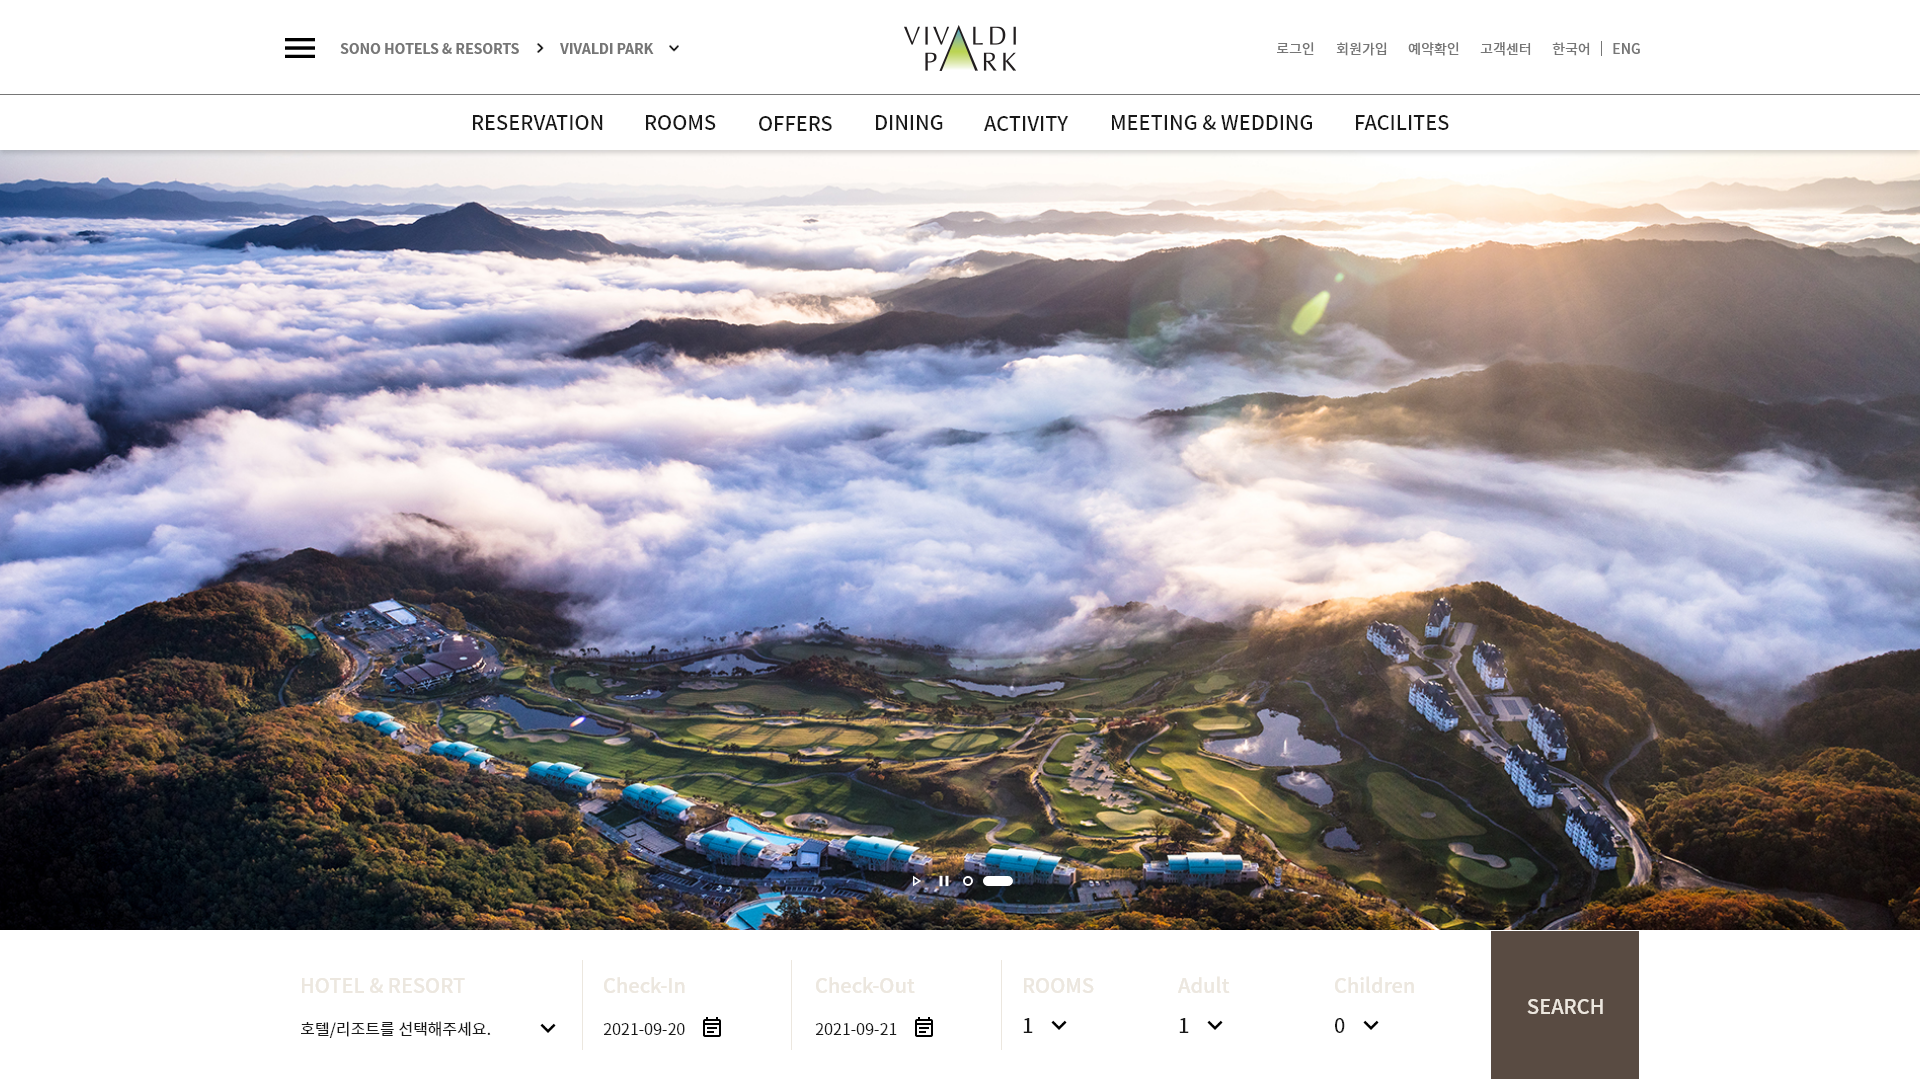 SONO HOTELS & RESORTS
VIVALDI PARK
VIVALDI
PARK
로그인
회원가입
예약확인
고객센터
한국어
ENG
RESERVATION
ROOMS
OFFERS
DINING
ACTIVITY
MEETING & WEDDING
FACILITES
HOTEL & RESORT
호텔/리조트를 선택해주세요.
Check-In
2021-09-20
Check-Out
2021-09-21
ROOMS
1
Adult
1
Children
0
SEARCH